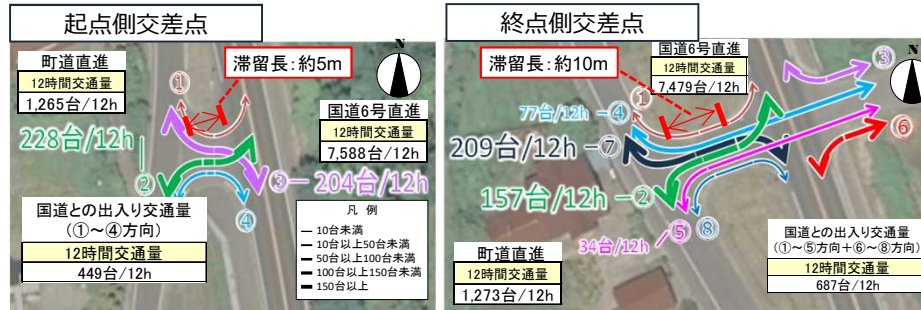 起点側交差点
町道直進
12時間交通量
1,265台/12h
滞留長：約5m
N
国道6号直進
12時間交通量
7,588台/12h
①
228台/12h
②
③
204台/12h
④
国道との出入り交通量
（①～④方向）
12時間交通量
449台/12h
凡 例
10台未満
10台以上50台未満
50台以上100台未満
100台以上150台未満
150台以上
終点側交差点
滞留長：約10m
国道6号直進
12時間交通量
7,479台/12h
N
③
①
77台/12h
④
⑥
209台/12h
⑦
157台/12h
②
34台/12h
⑤
⑧
町道直進
12時間交通量
1,273台/12h
国道との出入り交通量
（①～⑤方向＋⑥～⑧方向）
12時間交通量
687台/12h